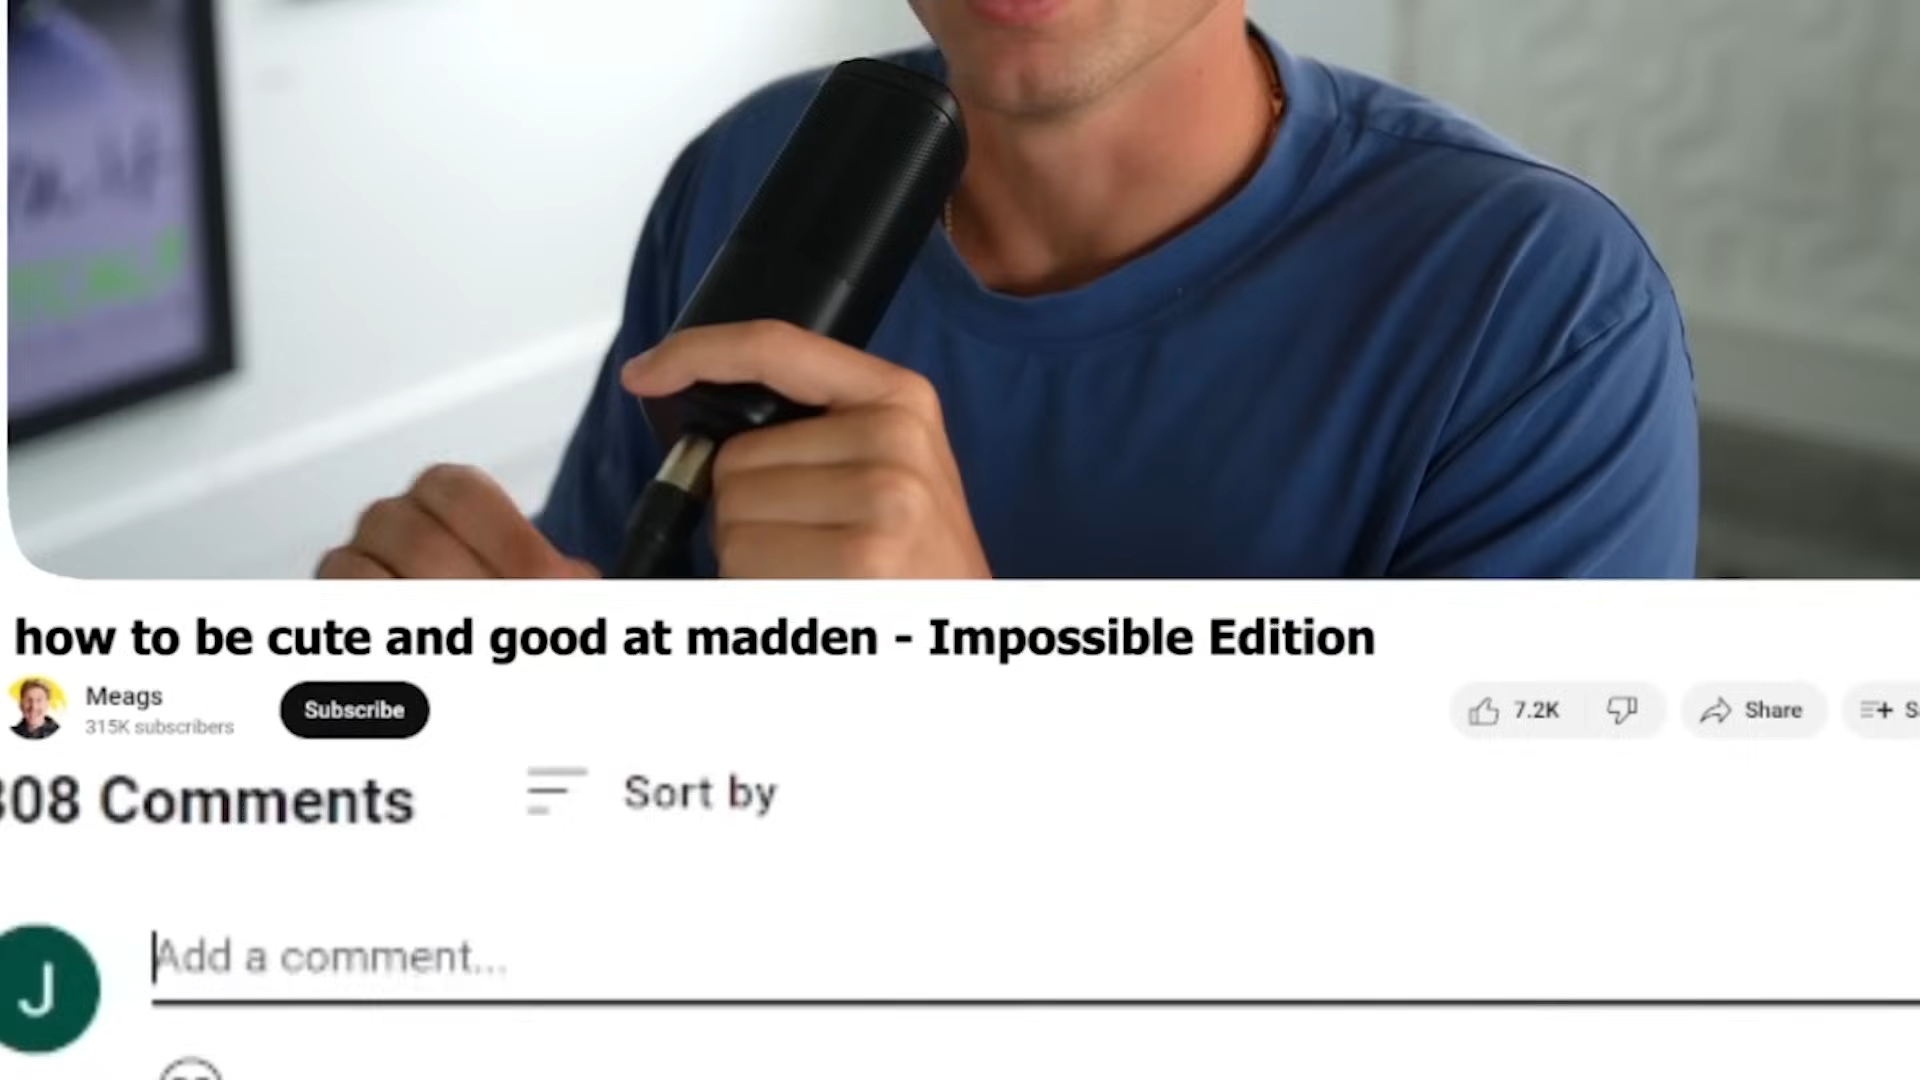 how to be cute and good at madden - Impossible Edition
Meags
315K subscribers
Subscribe
7.2K
Share
308 Comments
Sort by
Add a comment...
J